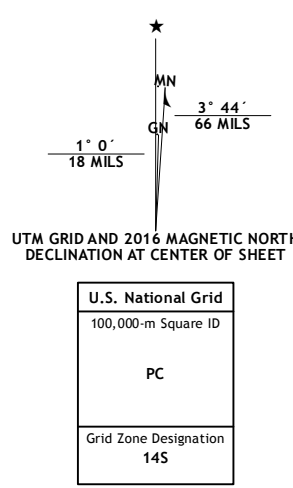 ★
MN
3° 44´
66 MILS
GN
1° 0´
18 MILS
UTM GRID AND 2016 MAGNETIC NORTH
DECLINATION AT CENTER OF SHEET
U.S. National Grid
100,000-m Square ID
PC
Grid Zone Designation
14S